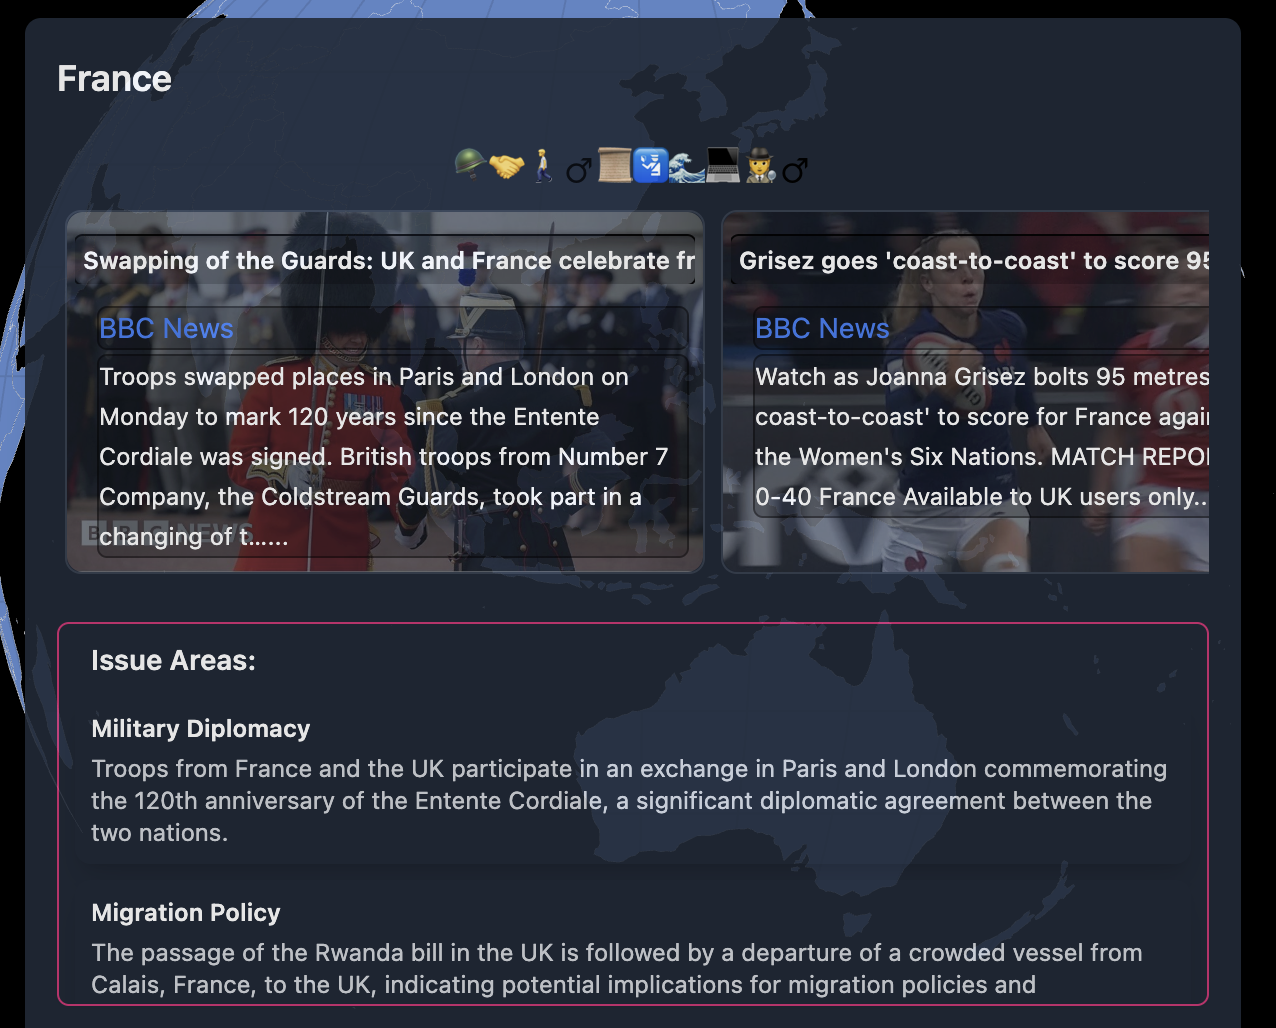 France
🪖🤝🚶‍♂📜🛂🌊💻🕵‍♂
Swapping of the Guards: UK and France celebrate fr
BBC News
Troops swapped places in Paris and London on
Monday to mark 120 years since the Entente
Cordiale was signed. British troops from Number 7
Company, the Coldstream Guards, took part in a
changing of t......
BBC NEWS
Grisez goes 'coast-to-coast' to score 95
BBC News
Watch as Joanna Grisez bolts 95 metres
coast-to-coast' to score for France agai
the Women's Six Nations. MATCH REPO
0-40 France Available to UK users only..
Issue Areas:
Military Diplomacy
Troops from France and the UK participate in an exchange in Paris and London commemorating
the 120th anniversary of the Entente Cordiale, a significant diplomatic agreement between the
two nations.
Migration Policy
The passage of the Rwanda bill in the UK is followed by a departure of a crowded vessel from
Calais, France, to the UK, indicating potential implications for migration policies and